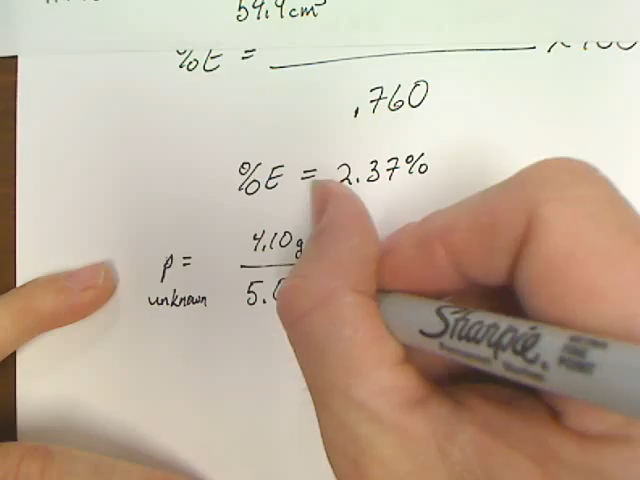 54.4cm³
%E = 
.760
%E = 2.37%
ρ = 4.10g
unknown 5.0
Sharpie.